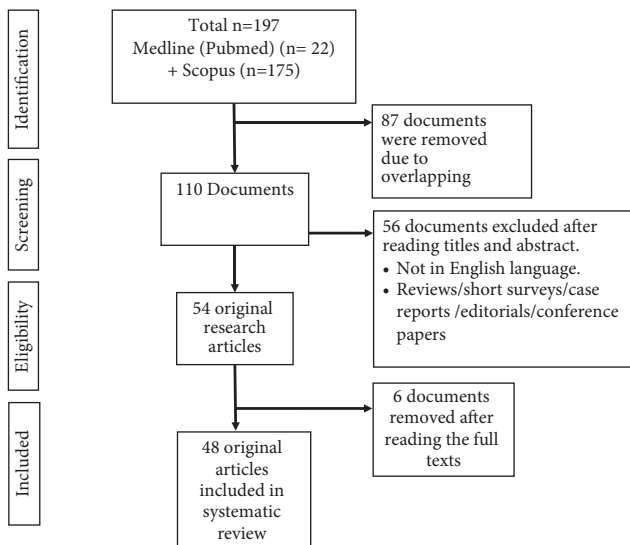 Identification
Total n=197
Medline (Pubmed) (n= 22)
+ Scopus (n=175)
87 documents
were removed
due to
overlapping
Screening
110 Documents
56 documents excluded after
reading titles and abstract.
• Not in English language.
• Reviews/short surveys/case
reports /editorials/conference
papers
Eligibility
54 original
research
articles
6 documents
removed after
reading the full
texts
Included
48 original
articles
included in
systematic
review